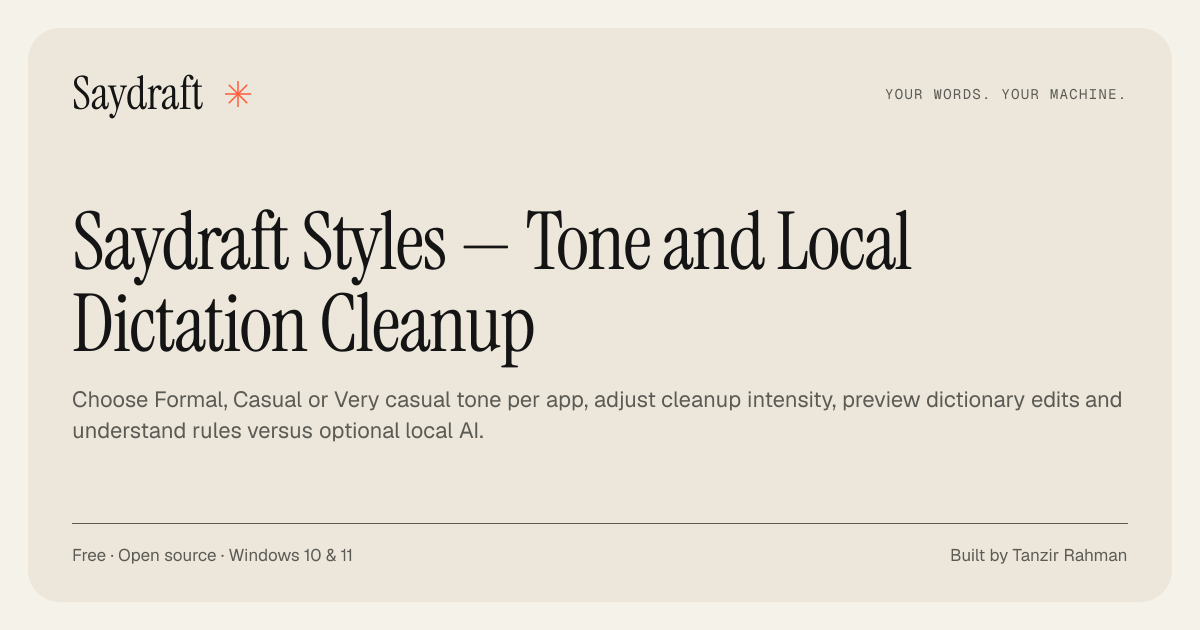 Saydraft
YOUR WORDS. YOUR MACHINE.
Saydraft Styles — Tone and Local
Dictation Cleanup
Choose Formal, Casual or Very casual tone per app, adjust cleanup intensity, preview dictionary edits and
understand rules versus optional local AI.
Free · Open source · Windows 10 & 11
Built by Tanzir Rahman